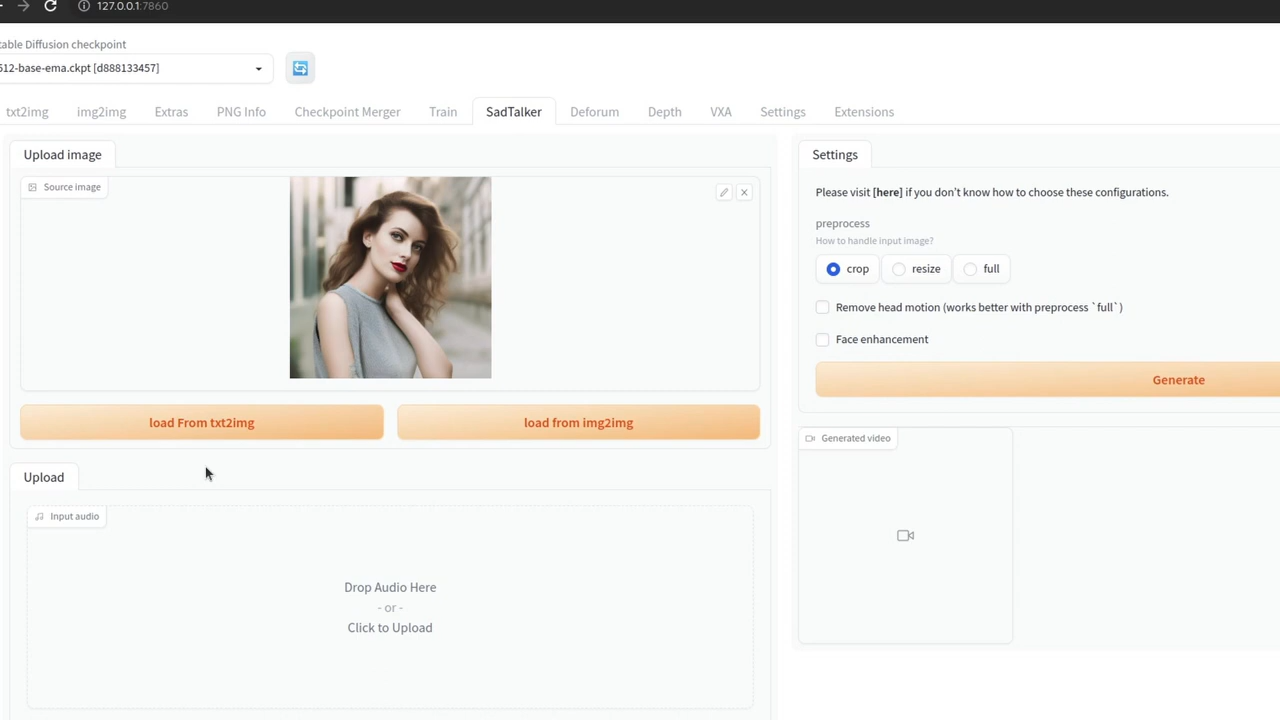 127.0.0.1:7860
table Diffusion checkpoint
512-base-ema.ckpt [d888133457]
txt2img
img2img
Extras
PNG Info
Checkpoint Merger
Train
SadTalker
Deforum
Depth
VXA
Settings
Extensions
Upload image
Source image
load From txt2img
load from img2img
Upload
Input audio
Drop Audio Here
- or -
Click to Upload
Settings
Please visit [here] if you don't know how to choose these configurations.
preprocess
How to handle input image?
crop
resize
full
Remove head motion (works better with preprocess `full`)
Face enhancement
Generate
Generated video